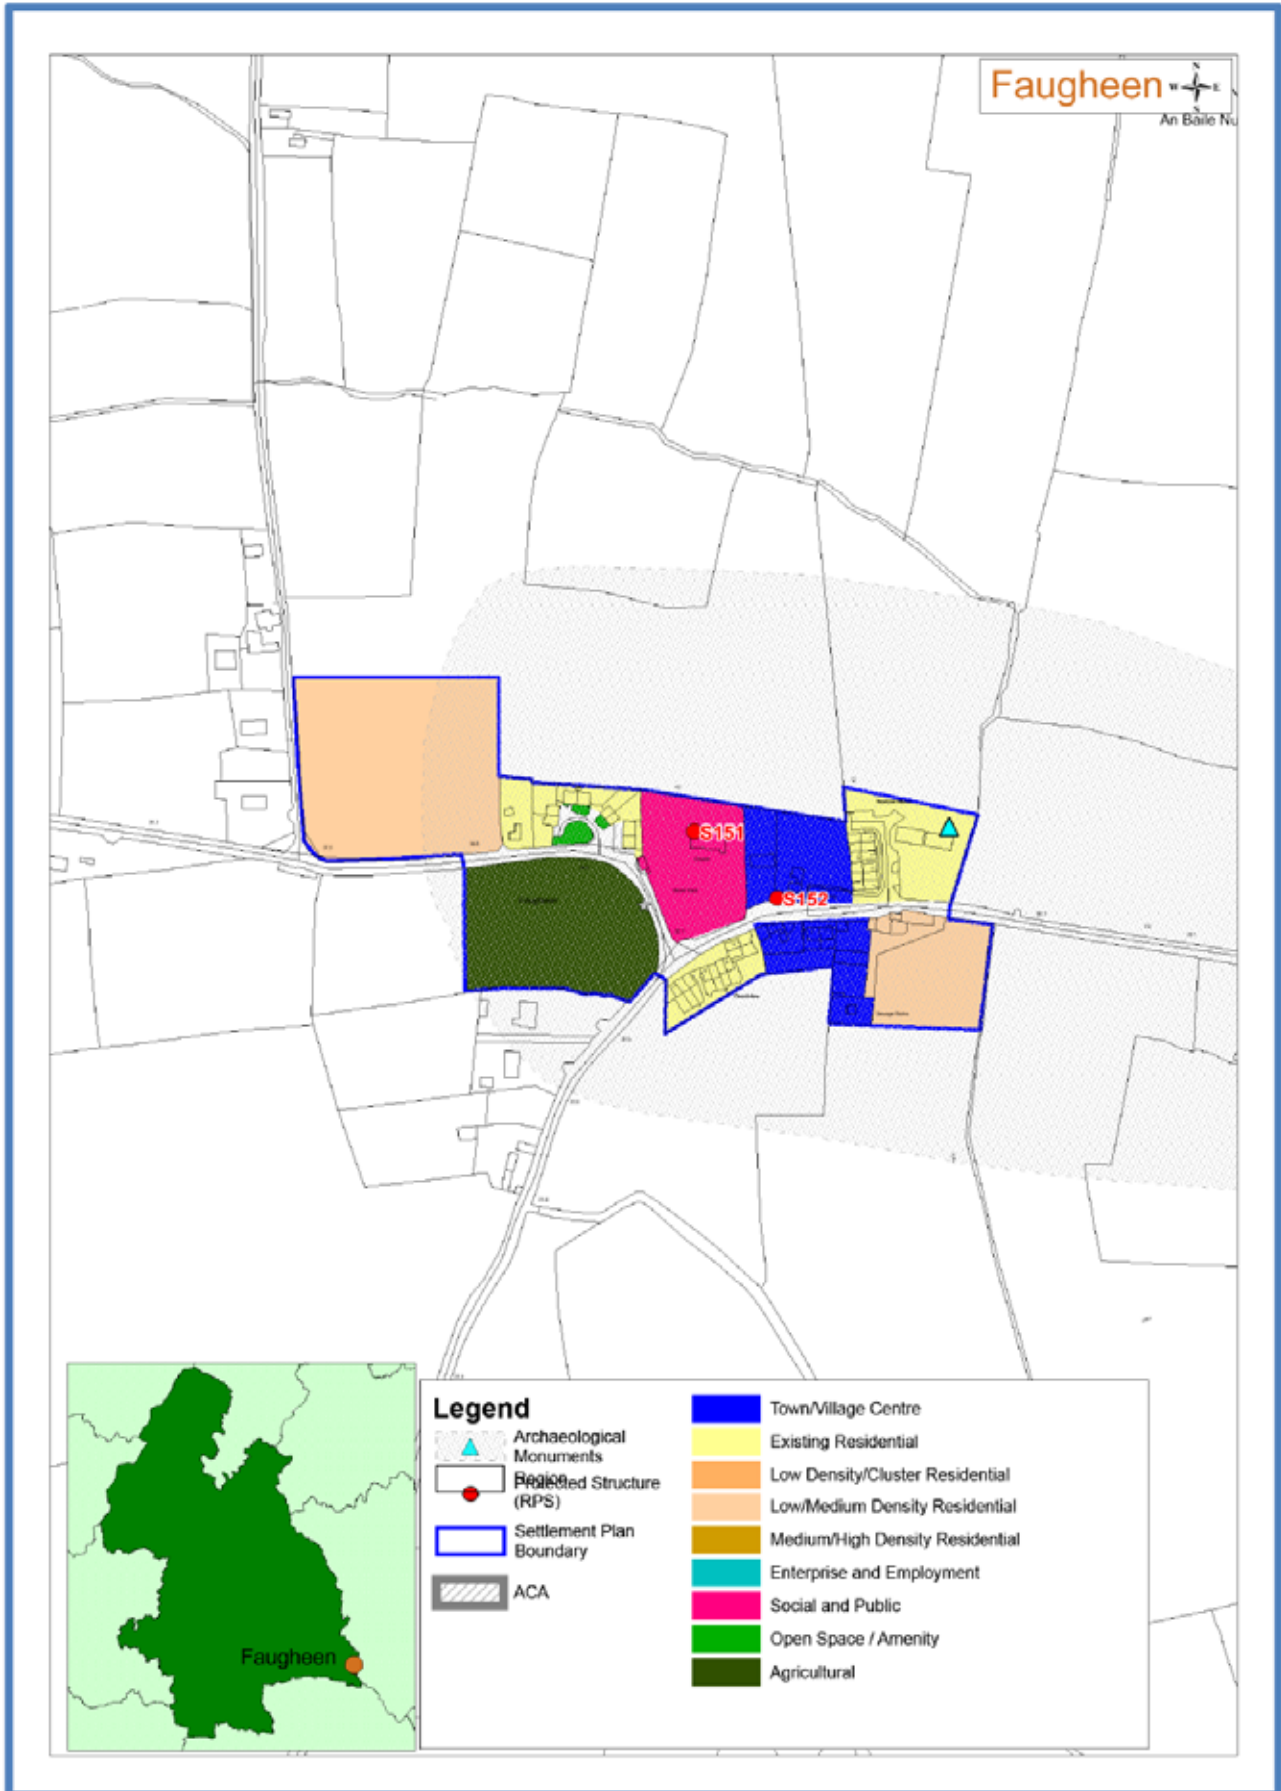 Faugheen
N
W E
S
An Baile Nu
S151
S152
Faugheen
Legend
Archaeological
Monuments
Region
Protected Structure
(RPS)
Settlement Plan
Boundary
ACA
Town/Village Centre
Existing Residential
Low Density/Cluster Residential
Low/Medium Density Residential
Medium/High Density Residential
Enterprise and Employment
Social and Public
Open Space / Amenity
Agricultural
Faugheen